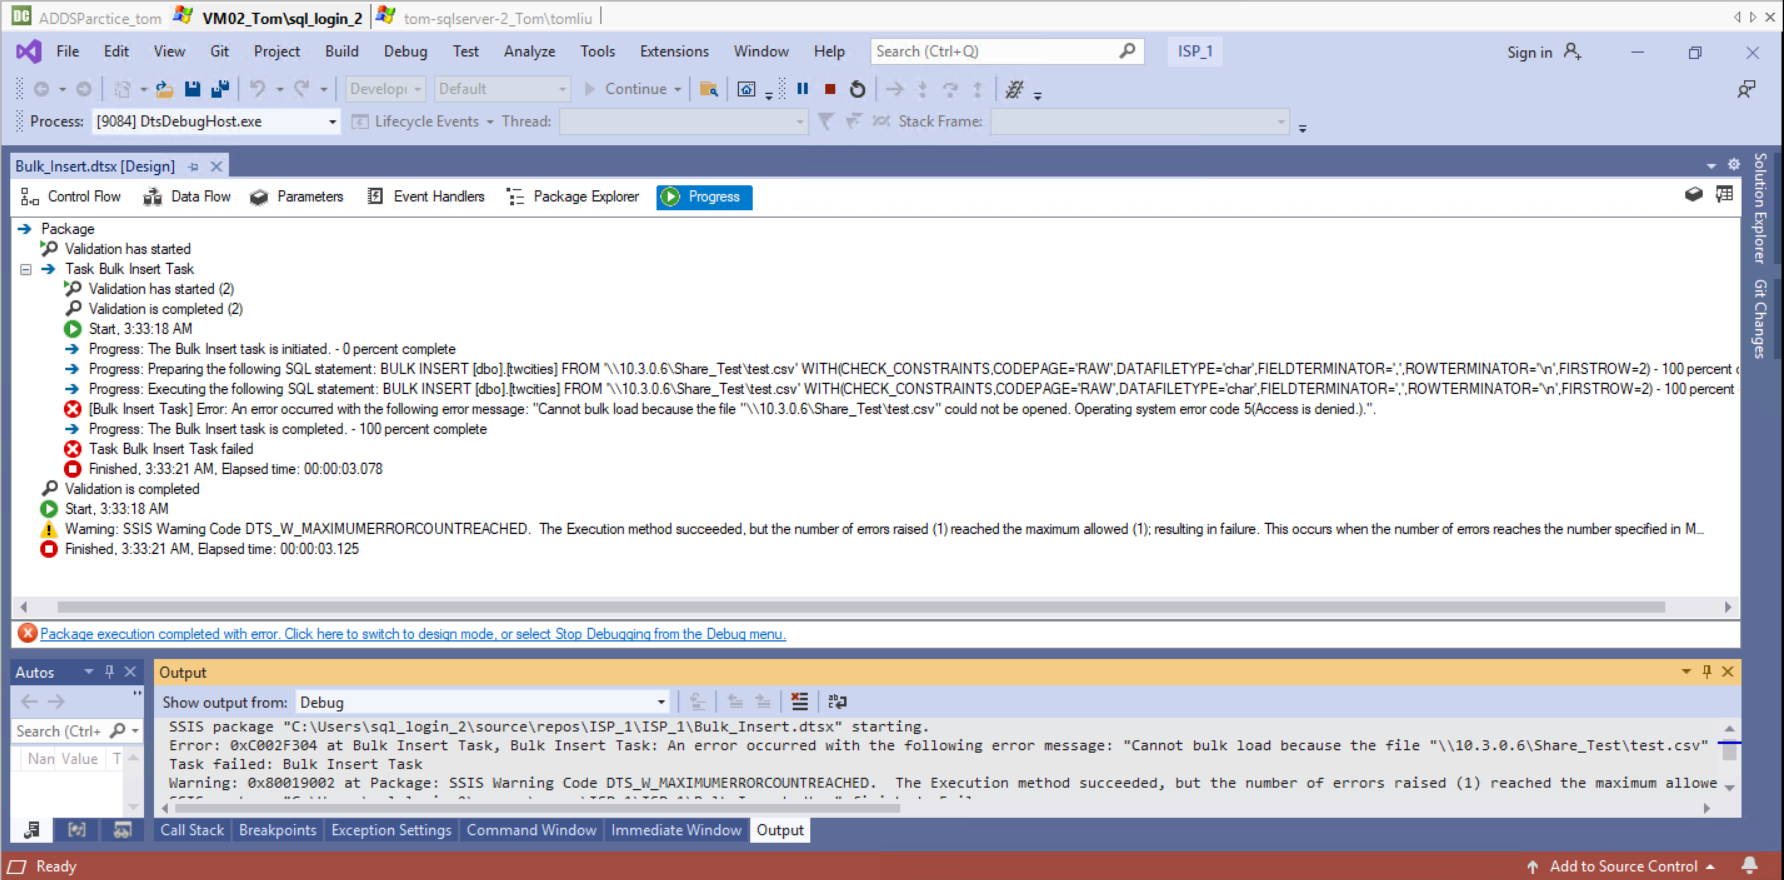 ADDSParctice_tom VM02_Tom\sql_login_2 tom-sqlserver-2_Tom\tomliu
File Edit View Git Project Build Debug Test Analyze Tools Extensions Window Help Search (Ctrl+Q) ISP_1 Sign in
Develop Default Continue
Process: [9084] DtsDebugHost.exe Lifecycle Events Thread: Stack Frame:
Bulk_Insert.dtsx [Design]
Control Flow Data Flow Parameters Event Handlers Package Explorer Progress
Package
Validation has started
Task Bulk Insert Task
Validation has started (2)
Validation is completed (2)
Start, 3:33:18 AM
Progress: The Bulk Insert task is initiated. - 0 percent complete
Progress: Preparing the following SQL statement: BULK INSERT [dbo].[twcities] FROM '\\10.3.0.6\Share_Test\test.csv' WITH(CHECK_CONSTRAINTS,CODEPAGE='RAW',DATAFILETYPE='char',FIELDTERMINATOR=',',ROWTERMINATOR='\n',FIRSTROW=2) - 100 percent
Progress: Executing the following SQL statement: BULK INSERT [dbo].[twcities] FROM '\\10.3.0.6\Share_Test\test.csv' WITH(CHECK_CONSTRAINTS,CODEPAGE='RAW',DATAFILETYPE='char',FIELDTERMINATOR=',',ROWTERMINATOR='\n',FIRSTROW=2) - 100 percent
[Bulk Insert Task] Error: An error occurred with the following error message: "Cannot bulk load because the file "\\10.3.0.6\Share_Test\test.csv" could not be opened. Operating system error code 5(Access is denied.).".
Progress: The Bulk Insert task is completed. - 100 percent complete
Task Bulk Insert Task failed
Finished, 3:33:21 AM, Elapsed time: 00:00:03.078
Validation is completed
Start, 3:33:18 AM
Warning: SSIS Warning Code DTS_W_MAXIMUMERRORCOUNTREACHED.  The Execution method succeeded, but the number of errors raised (1) reached the maximum allowed (1); resulting in failure. This occurs when the number of errors reaches the number specified in M...
Finished, 3:33:21 AM, Elapsed time: 00:00:03.125
Package execution completed with error. Click here to switch to design mode, or select Stop Debugging from the Debug menu.
Solution Explorer
Git Changes
Autos
Search (Ctrl+
Nan Value T
Output
Show output from: Debug
SSIS package "C:\Users\sql_login_2\source\repos\ISP_1\ISP_1\Bulk_Insert.dtsx" starting.
Error: 0xC002F304 at Bulk Insert Task, Bulk Insert Task: An error occurred with the following error message: "Cannot bulk load because the file "\\10.3.0.6\Share_Test\test.csv"
Task failed: Bulk Insert Task
Warning: 0x80019002 at Package: SSIS Warning Code DTS_W_MAXIMUMERRORCOUNTREACHED.  The Execution method succeeded, but the number of errors raised (1) reached the maximum allowe
Call Stack Breakpoints Exception Settings Command Window Immediate Window Output
Ready Add to Source Control